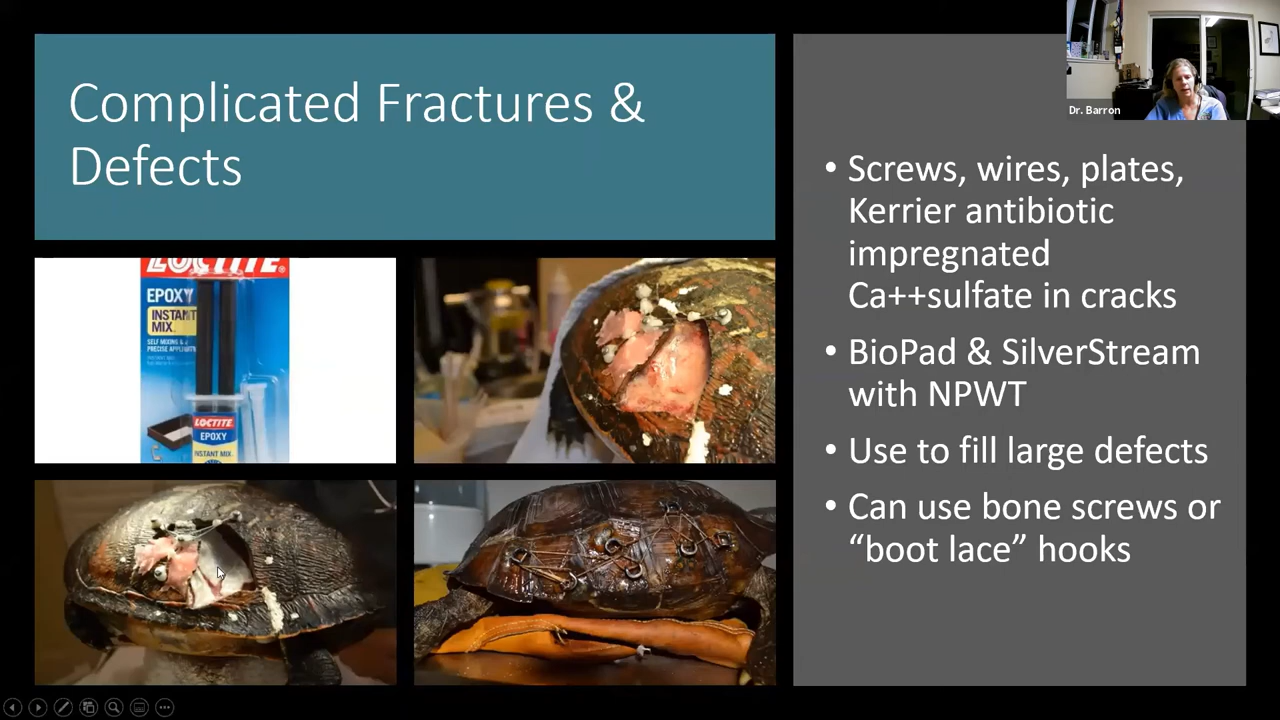 Complicated Fractures &
Defects
Dr. Barron
• Screws, wires, plates,
Kerrier antibiotic
impregnated
Ca++sulfate in cracks
• BioPad & SilverStream
with NPWT
• Use to fill large defects
• Can use bone screws or
“boot lace” hooks
LOCTITE
EPOXY
INSTANT
MIX
SELF MIXING &
PRECISE
LOCTITE
EPOXY
INSTANT MIX